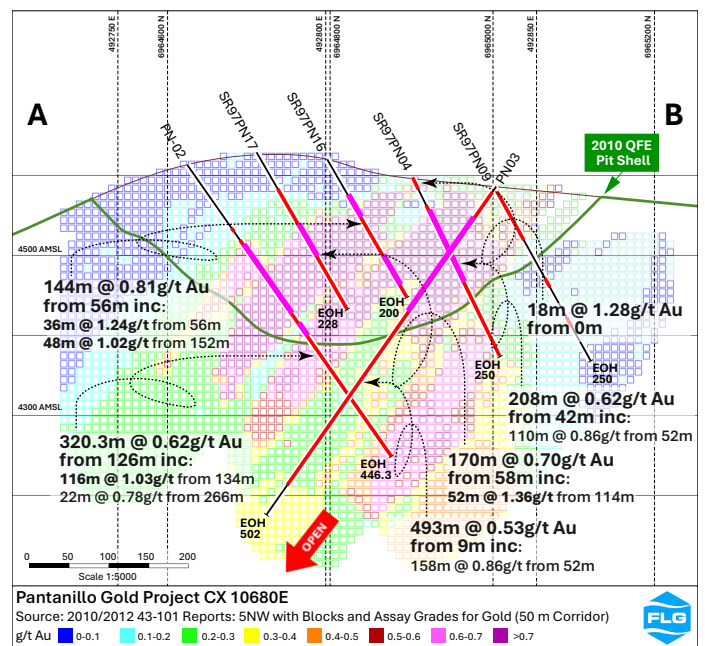 492750 E
6964600 N
492800 E
6964800 N
6965000 N
492850 E
6965200 N
A
B
PN-02
SR97PN17
SR97PN16
SR97PN04
SR97PN09
PN03
2010 QFE
Pit Shell
4500 AMSL
144m @ 0.81g/t Au
from 56m inc:
36m @ 1.24g/t from 56m
48m @ 1.02g/t from 152m
EOH
228
EOH
200
18m @ 1.28g/t Au
from 0m
EOH
250
EOH
250
208m @ 0.62g/t Au
from 42m inc:
110m @ 0.86g/t from 52m
4300 AMSL
320.3m @ 0.62g/t Au
from 126m inc:
116m @ 1.03g/t from 134m
22m @ 0.78g/t from 266m
EOH
446.3
170m @ 0.70g/t Au
from 58m inc:
52m @ 1.36g/t from 114m
EOH
502
OPEN
493m @ 0.53g/t Au
from 9m inc:
158m @ 0.86g/t from 52m
0 50 100 150 200
Scale 1:5000
Pantanillo Gold Project CX 10680E
Source: 2010/2012 43-101 Reports: 5NW with Blocks and Assay Grades for Gold (50 m Corridor)
g/t Au 0-0.1 0.1-0.2 0.2-0.3 0.3-0.4 0.4-0.5 0.5-0.6 0.6-0.7 >0.7
FLG